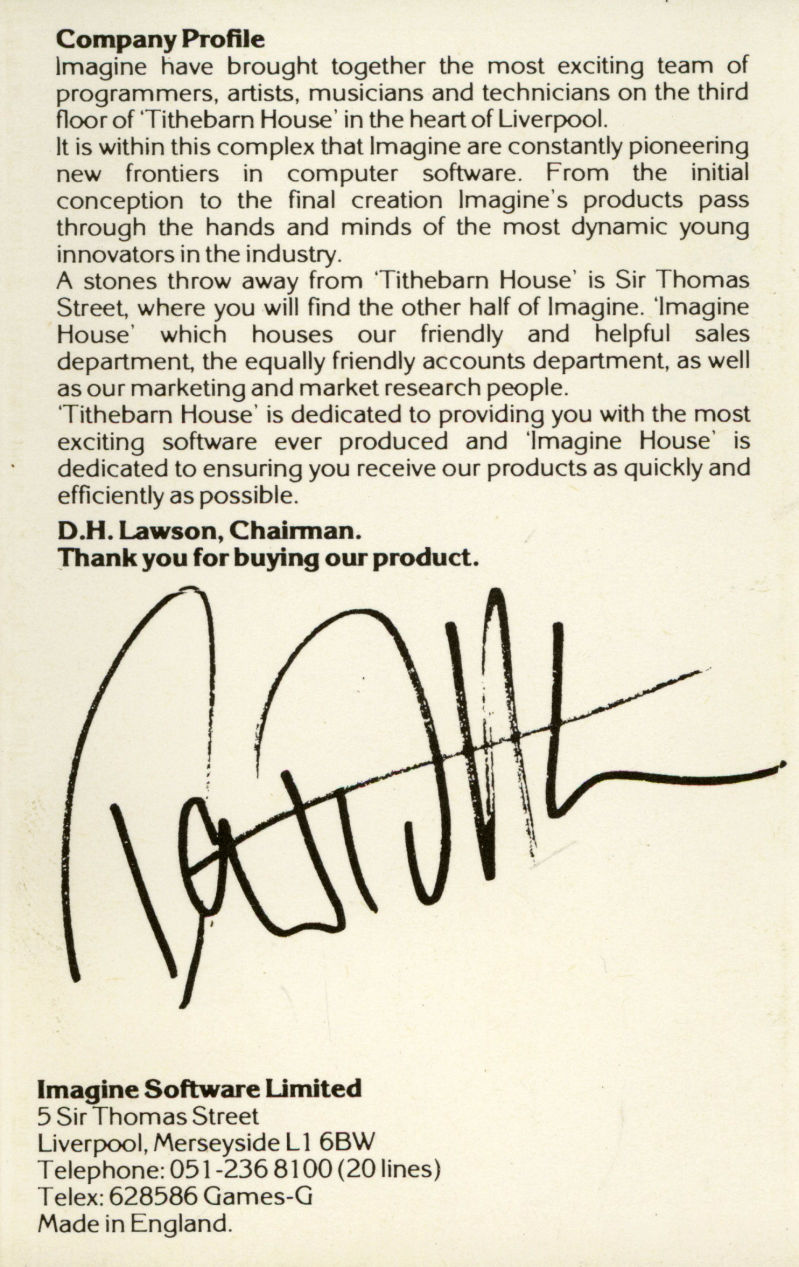 Company Profile
Imagine have brought together the most exciting team of
programmers, artists, musicians and technicians on the third
floor of 'Tithebarn House' in the heart of Liverpool.
It is within this complex that Imagine are constantly pioneering
new frontiers in computer software. From the initial
conception to the final creation Imagine's products pass
through the hands and minds of the most dynamic young
innovators in the industry.
A stones throw away from 'Tithebarn House' is Sir Thomas
Street, where you will find the other half of Imagine. 'Imagine
House' which houses our friendly and helpful sales
department, the equally friendly accounts department, as well
as our marketing and market research people.
'Tithebarn House' is dedicated to providing you with the most
exciting software ever produced and 'Imagine House' is
dedicated to ensuring you receive our products as quickly and
efficiently as possible.
D.H. Lawson, Chairman.
Thank you for buying our product.
Imagine Software Limited
5 Sir Thomas Street
Liverpool, Merseyside L1 6BW
Telephone: 051-236 8100 (20 lines)
Telex: 628586 Games-G
Made in England.